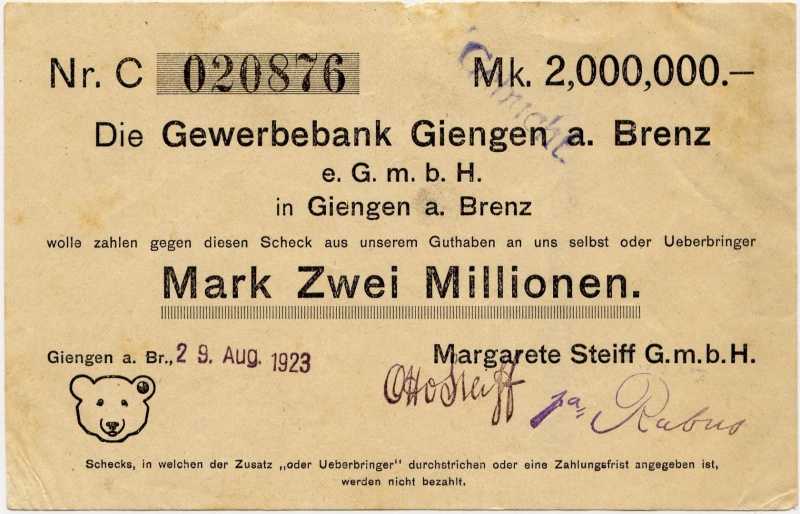 Nr. C 020876 Mk. 2,000,000.—
Die Gewerbebank Giengen a. Brenz
e. G. m. b. H.
in Giengen a. Brenz
wolle zahlen gegen diesen Scheck aus unserem Guthaben an uns selbst oder Ueberbringer
Mark Zwei Millionen.
Giengen a. Br., 29. Aug. 1923 Margarete Steiff G.m.b.H.
Otto Steiff ppa. Rabus
Schecks, in welchen der Zusatz „oder Ueberbringer" durchstrichen oder eine Zahlungsfrist angegeben ist,
werden nicht bezahlt.